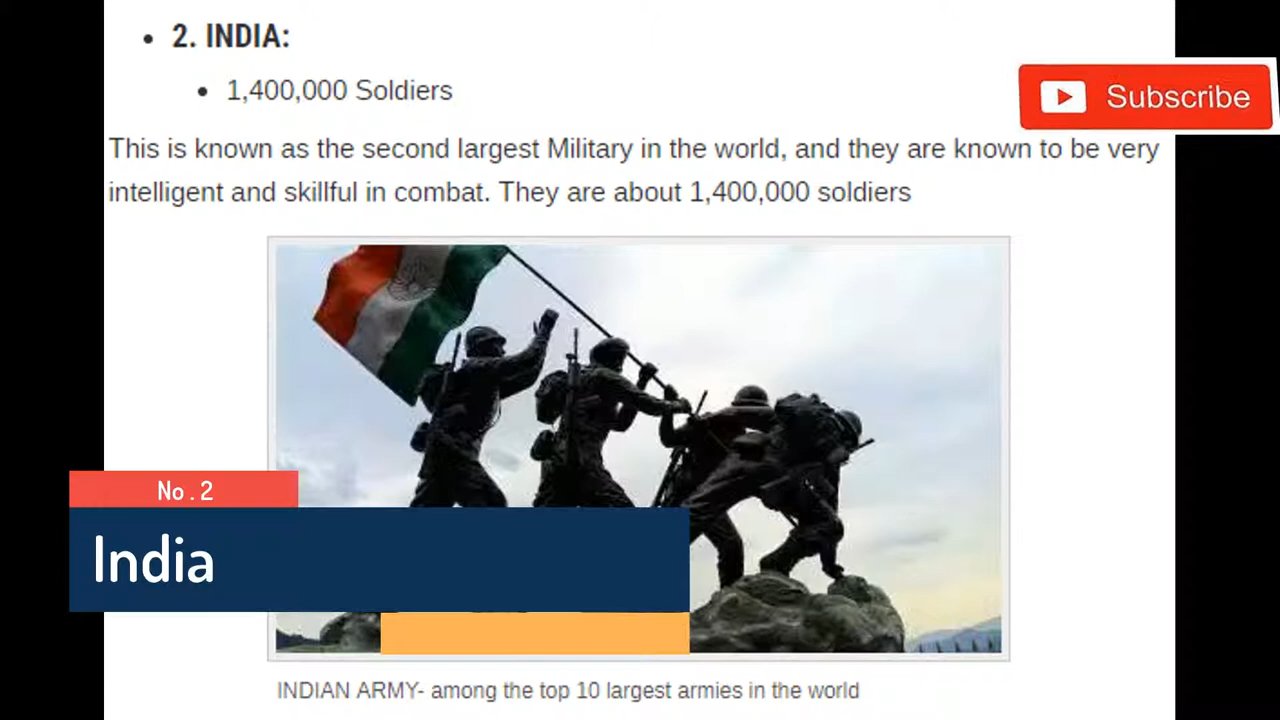 2. INDIA:
1,400,000 Soldiers
Subscribe
This is known as the second largest Military in the world, and they are known to be very
intelligent and skillful in combat. They are about 1,400,000 soldiers
No.2
India
INDIAN ARMY- among the top 10 largest armies in the world